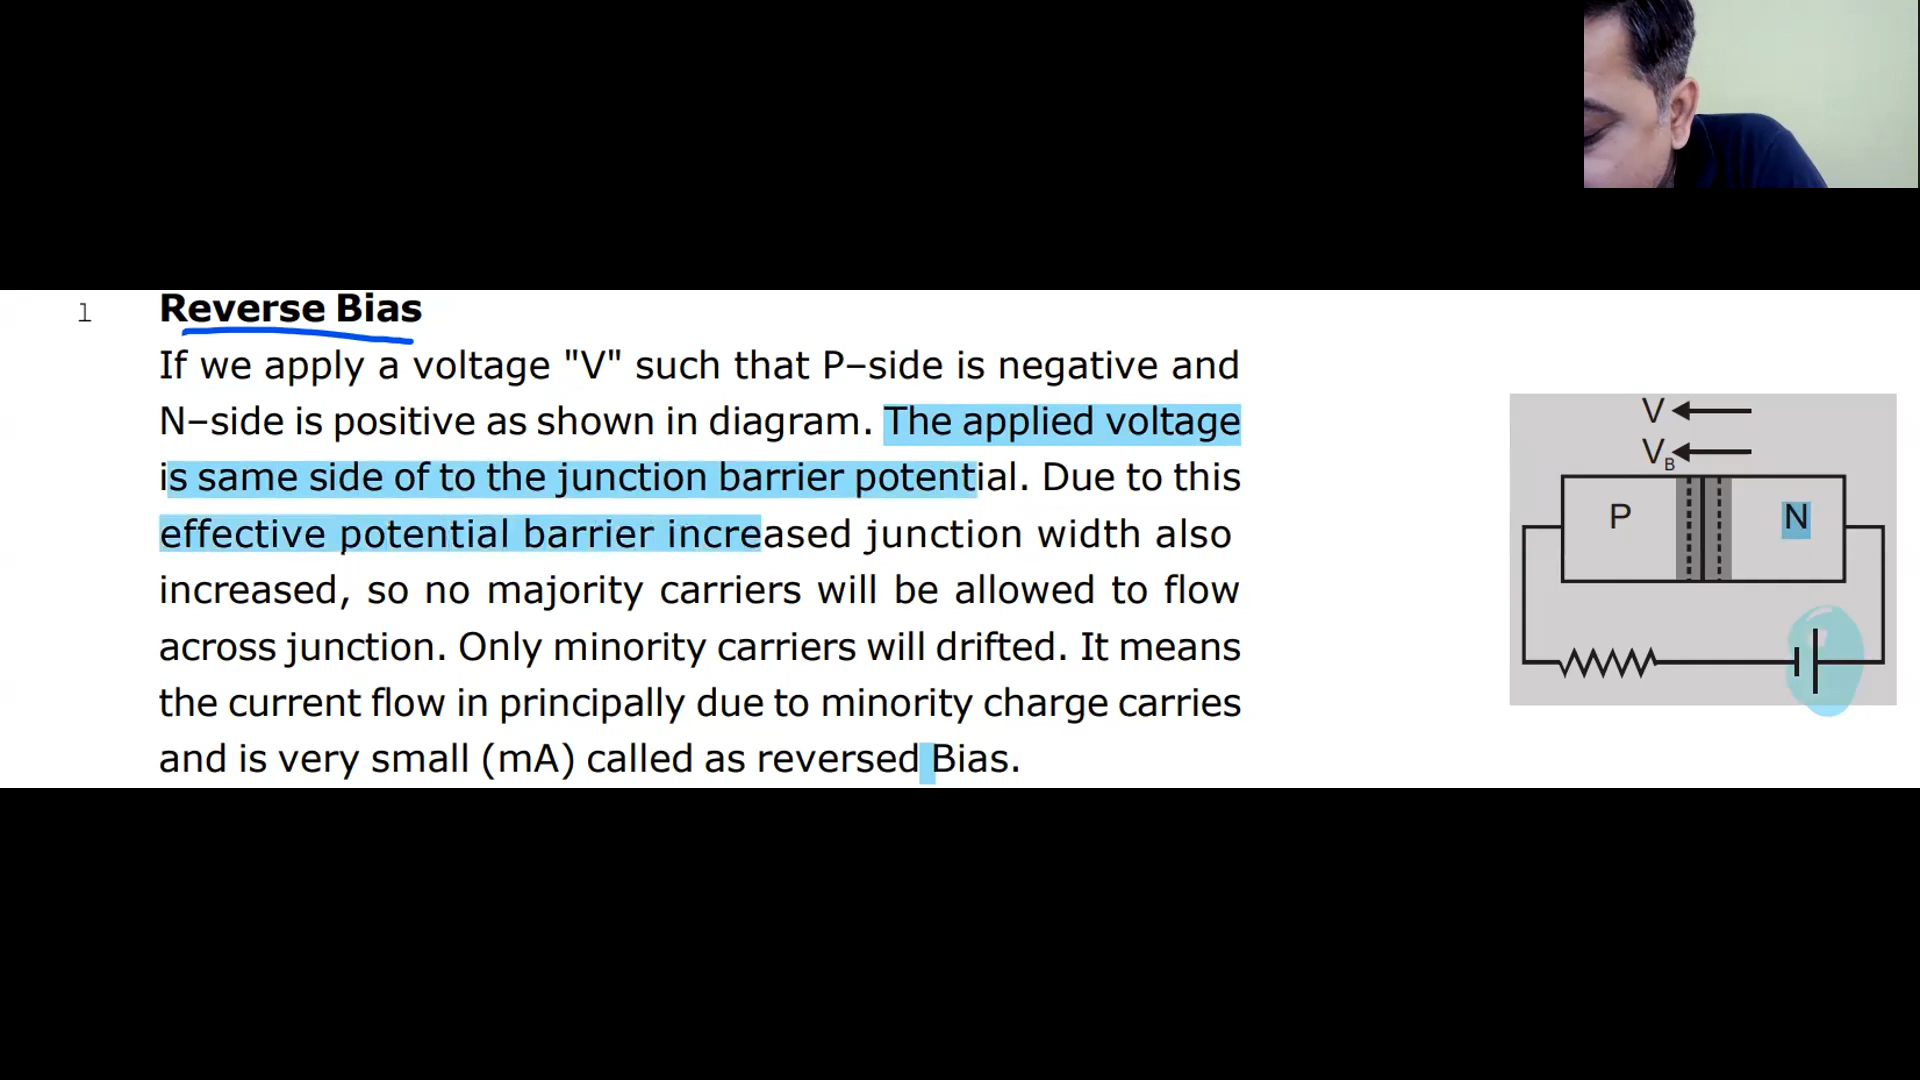 l Reverse Bias
If we apply a voltage "V" such that P–side is negative and
N–side is positive as shown in diagram. The applied voltage
is same side of to the junction barrier potential. Due to this
effective potential barrier increased junction width also
increased, so no majority carriers will be allowed to flow
across junction. Only minority carriers will drifted. It means
the current flow in principally due to minority charge carries
and is very small (mA) called as reversed Bias.
V
VB
P
N